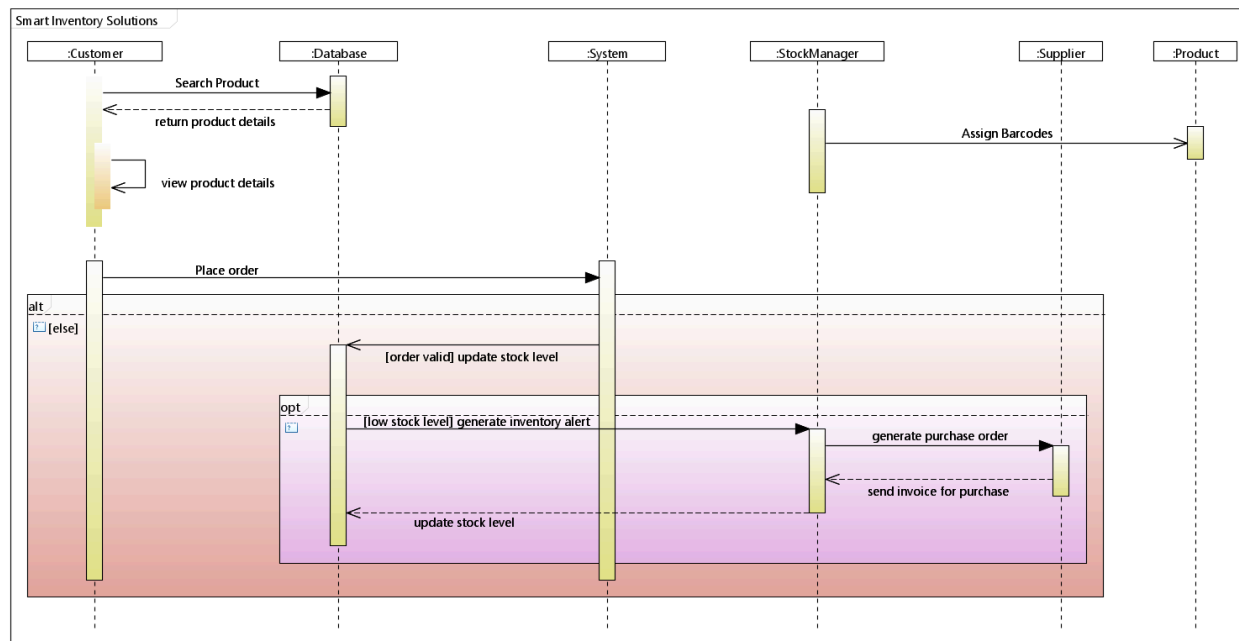 Smart Inventory Solutions
:Customer
:Database
:System
:StockManager
:Supplier
:Product
Search Product
return product details
Assign Barcodes
view product details
Place order
alt
[else]
[order valid] update stock level
opt
[low stock level] generate inventory alert
generate purchase order
send invoice for purchase
update stock level